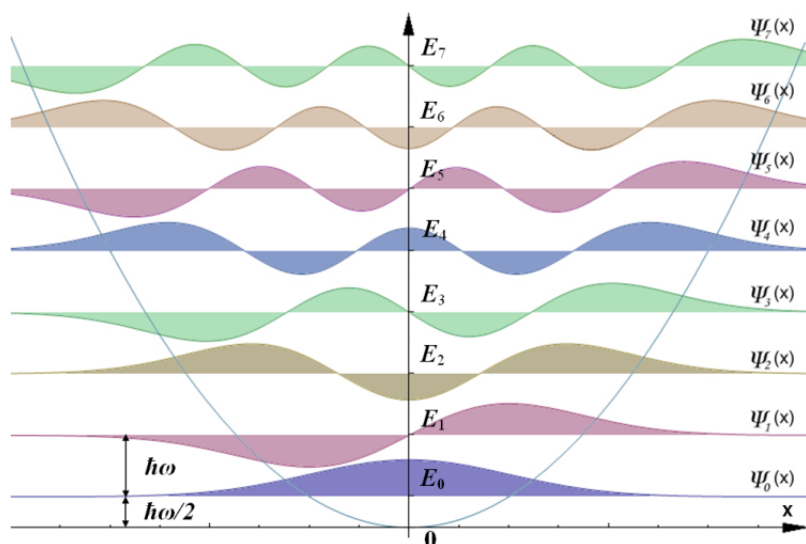 E₇ Ψ₇(x)
E₆ Ψ₆(x)
E₅ Ψ₅(x)
E₄ Ψ₄(x)
E₃ Ψ₃(x)
E₂ Ψ₂(x)
E₁ Ψ₁(x)
ħω
E₀ Ψ₀(x)
ħω/2
x
0